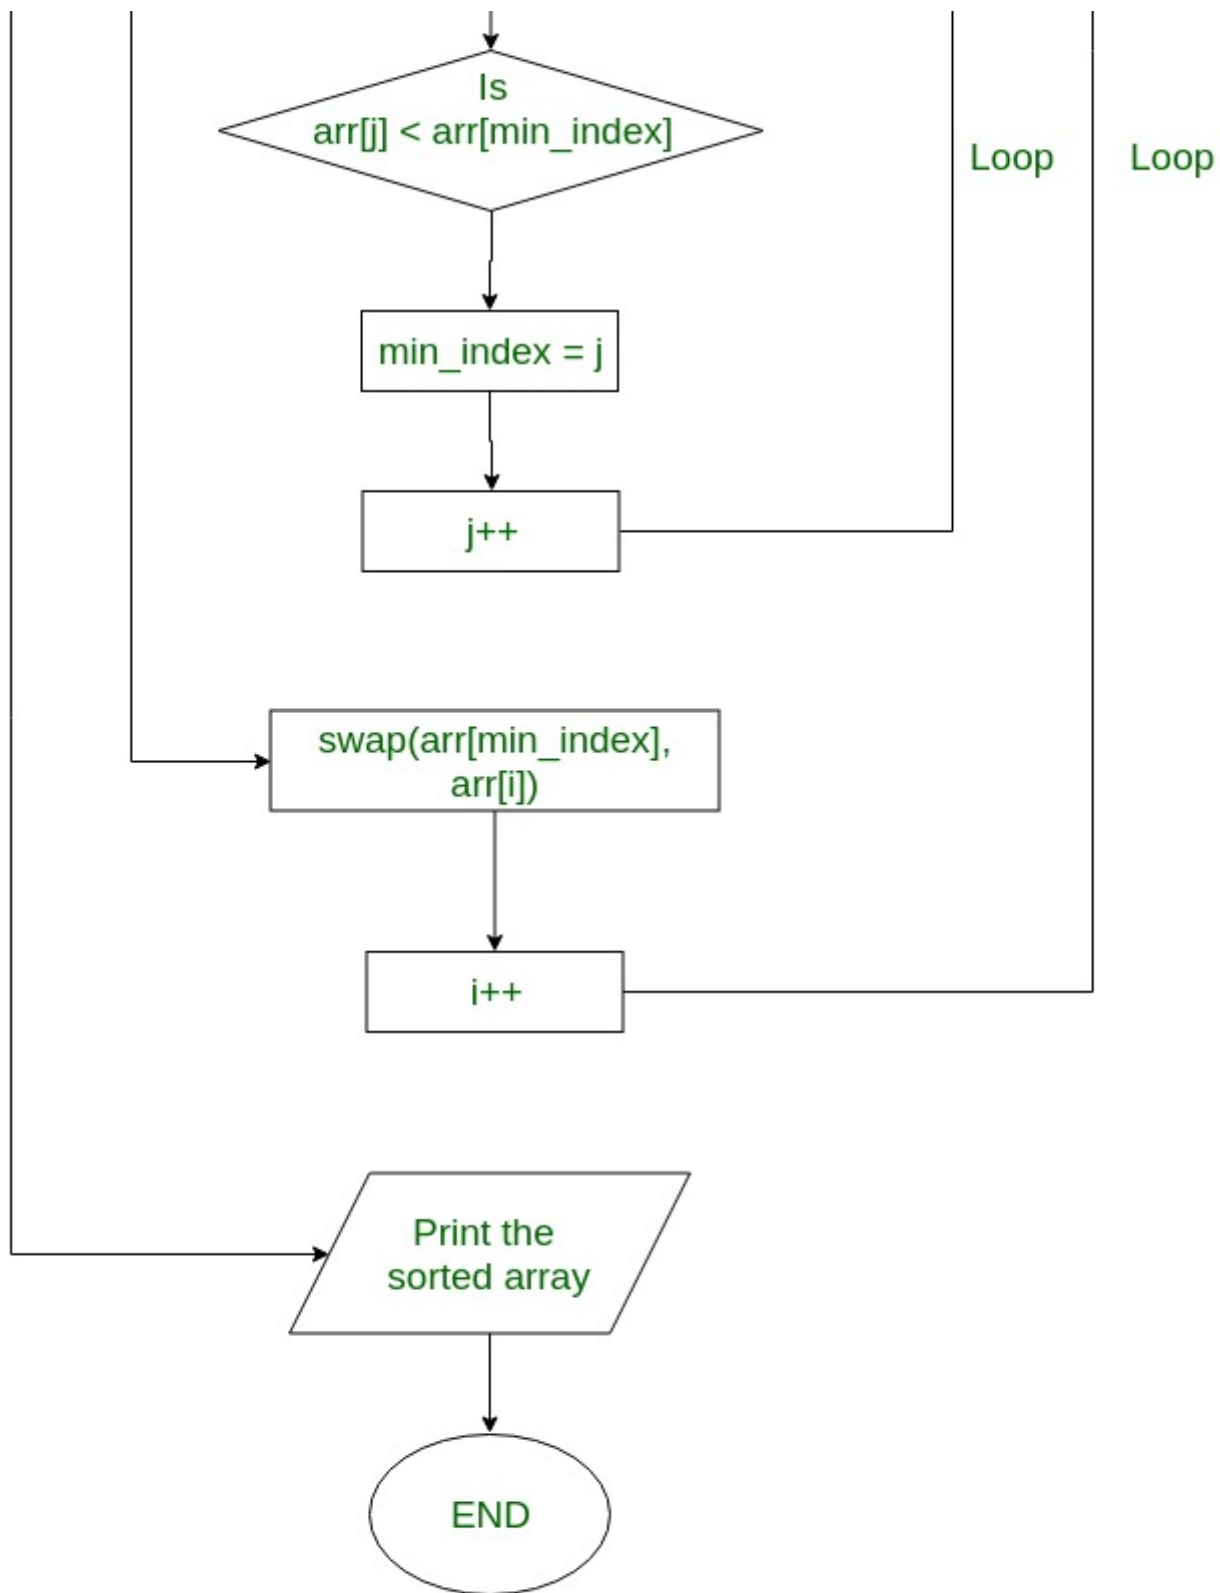 Is
arr[j] < arr[min_index]
Loop
Loop
min_index = j
j++
swap(arr[min_index],
arr[i])
i++
Print the
sorted array
END